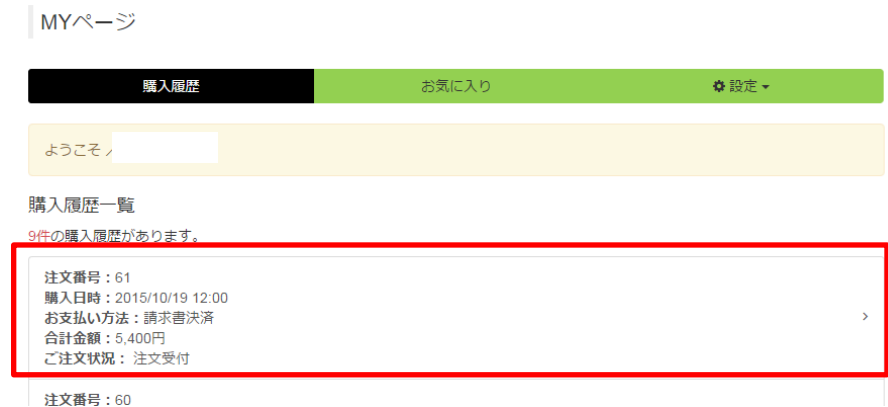 MYページ
購入履歴
お気に入り
設定
ようこそ
購入履歴一覧
9件の購入履歴があります。
注文番号：61
購入日時：2015/10/19 12:00
お支払い方法：請求書決済
合計金額：5,400円
ご注文状況： 注文受付
注文番号：60